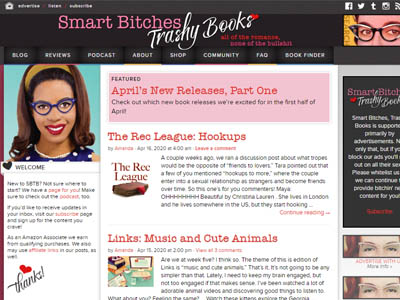 advertise / listen / subscribe
Smart Bitches
Trashy Books
all of the romance,
none of the bullshit
BLOG REVIEWS PODCAST ABOUT SHOP COMMUNITY FAQ BOOK FINDER
FEATURED
April's New Releases, Part One
Check out which new book releases we're excited for in the first half of
April!
The Rec League: Hookups
by Amanda · Apr 16, 2020 at 4:00 am · Leave a comment
A couple weeks ago, we ran a discussion post about what tropes
would be the opposite of "friends to lovers." Tara pointed out that
a few of you mentioned "hookups to more," where the couple
enter into a sexual relationship as strangers and become friends
over time. So this one's for you commenters! Maya:
OHHHHHHH! Beautiful by Christina Lauren . She lives in London
and he lives somewhere in the US, but they start hooking …
Continue reading →
The Rec
League
Links: Music and Cute Animals
by Amanda · Apr 15, 2020 at 2:00 pm · View all 3 comments
Are we at week five? I think so. The theme of this edition of
Links is "music and cute animals." That's it. It's not going to be any
simpler than that. Lately, I need to keep my brain engaged, but
not too engaged if that makes sense. I've been watched a lot of
adorable animal videos and discovering good things to listen to.
What about you? Feeling the same? Watch these kittens explore the Georgia
WELCOME
New to SBTB? Not sure where
to start? We have a page for you! Make
sure to check out the podcast, too.
If you'd like to receive updates in
your inbox, visit our subscribe page
and sign up for the content you
crave!
As an Amazon Associate we earn
from qualifying purchases. We also
may use affiliate links in our posts, as
well.
thanks!
Smart Bitches
Trashy Books
Smart Bitches, Trashy
Books is supported
primarily by
advertisements. Not
only that, but if you
block our ads you'll miss
out on all these
Please whitelist us so
we can continue to
provide bitchin'
content for you!
More Info »
ADVERTISE WITH US
More Info »